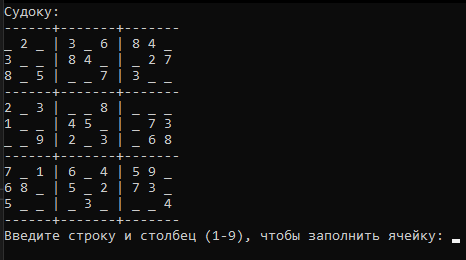 Судоку:
------+-------+-------
_ 2 _ | 3 _ 6 | 8 4 _
3 _ _ | 8 4 _ | _ 2 7
8 _ 5 | _ _ 7 | 3 _ _
------+-------+-------
2 _ 3 | _ _ 8 | _ _ _
1 _ _ | 4 5 _ | _ 7 3
_ _ 9 | 2 _ 3 | _ 6 8
------+-------+-------
7 _ 1 | 6 _ 4 | 5 9 _
6 8 _ | 5 _ 2 | 7 3 _
5 _ _ | _ 3 _ | _ _ 4
------+-------+-------
Введите строку и столбец (1-9), чтобы заполнить ячейку: